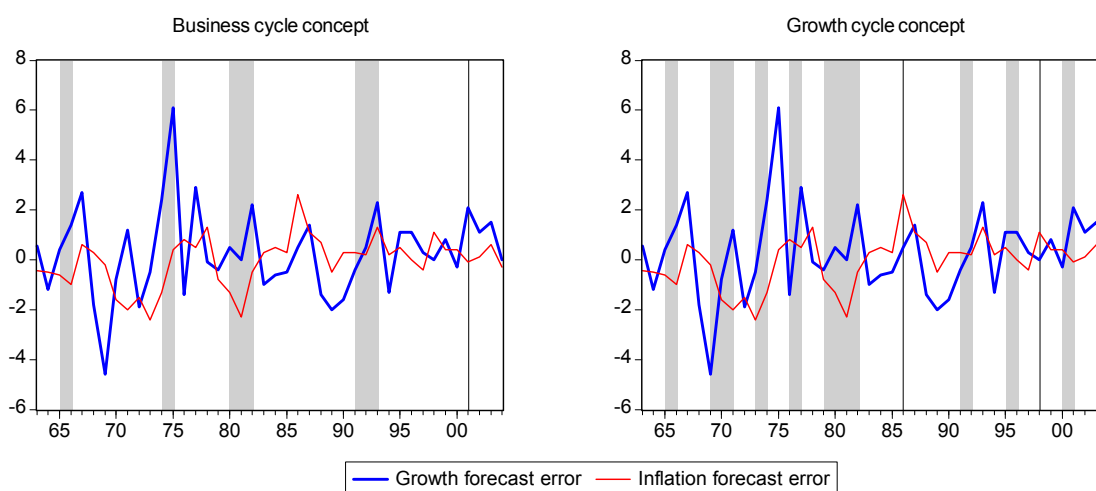 Business cycle concept
Growth cycle concept
8
6
4
2
0
-2
-4
-6
65 70 75 80 85 90 95 00
8
6
4
2
0
-2
-4
-6
65 70 75 80 85 90 95 00
Growth forecast error
Inflation forecast error